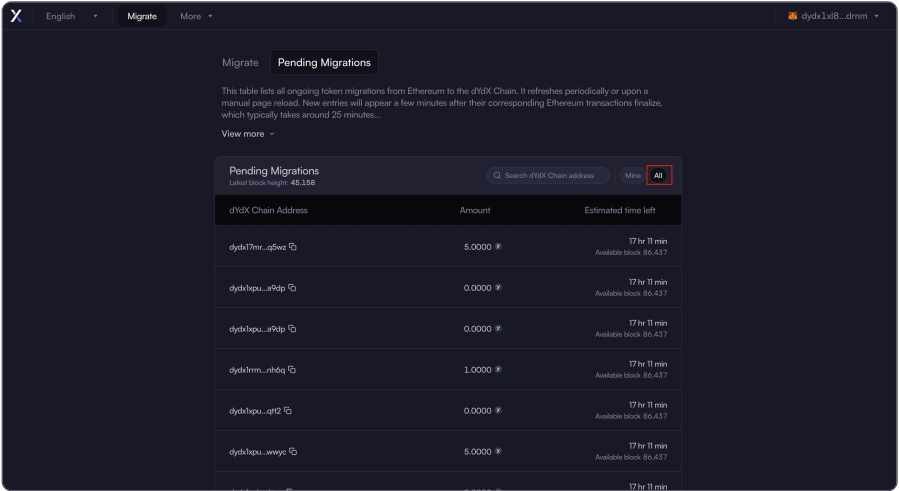 English
Migrate
More
dydx1xl8...drnm
Migrate
Pending Migrations
This table lists all ongoing token migrations from Ethereum to the dYdX Chain. It refreshes periodically or upon a
manual page reload. New entries will appear a few minutes after their corresponding Ethereum transactions finalize,
which typically takes around 25 minutes...
View more
Pending Migrations
Latest block height: 45,158
Search dYdX Chain address
Mine
All
dYdX Chain Address
Amount
Estimated time left
dydx17mr...q5wz
5.0000
17 hr 11 min
Available block 86,437
dydx1xpu...a9dp
0.0000
17 hr 11 min
Available block 86,437
dydx1xpu...a9dp
0.0000
17 hr 11 min
Available block 86,437
dydx1rrm...nh6q
1.0000
17 hr 11 min
Available block 86,437
dydx1xpu...qtt2
0.0000
17 hr 11 min
Available block 86,437
dydx1xpu...wwyc
5.0000
17 hr 11 min
Available block 86,437
17 hr 11 min